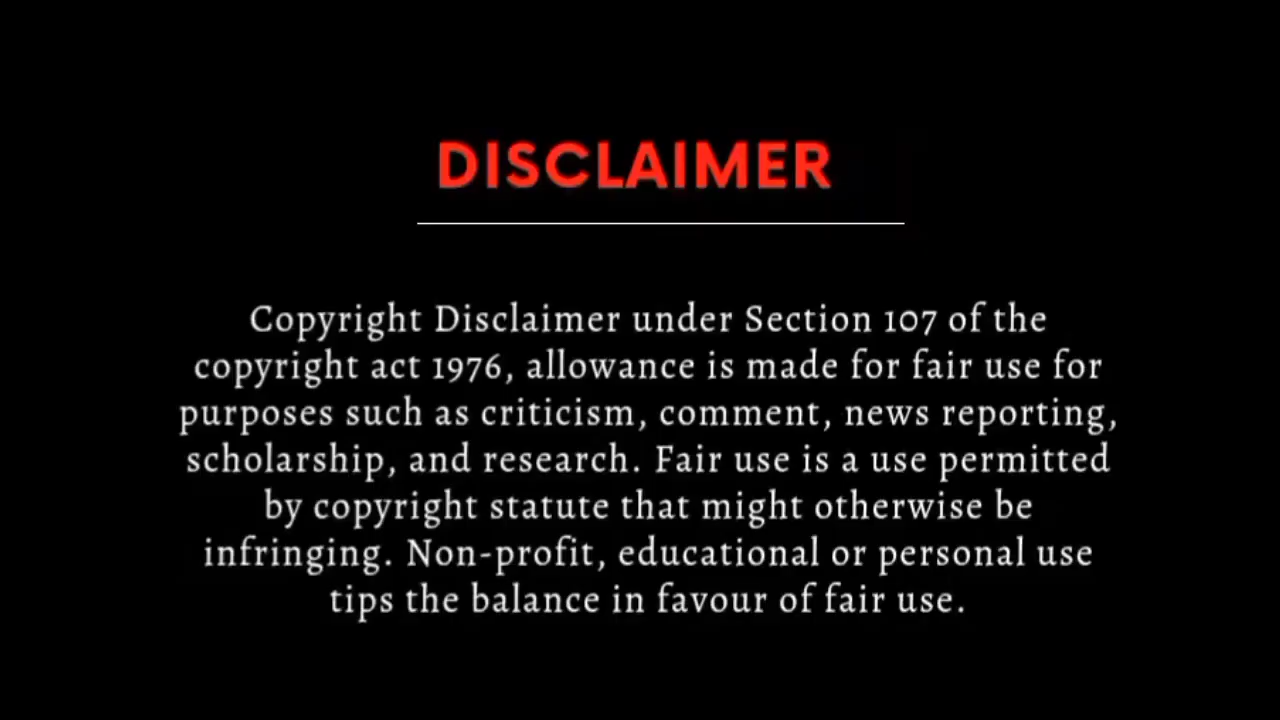 DISCLAIMER
Copyright Disclaimer under Section 107 of the
copyright act 1976, allowance is made for fair use for
purposes such as criticism, comment, news reporting,
scholarship, and research. Fair use is a use permitted
by copyright statute that might otherwise be
infringing. Non-profit, educational or personal use
tips the balance in favour of fair use.